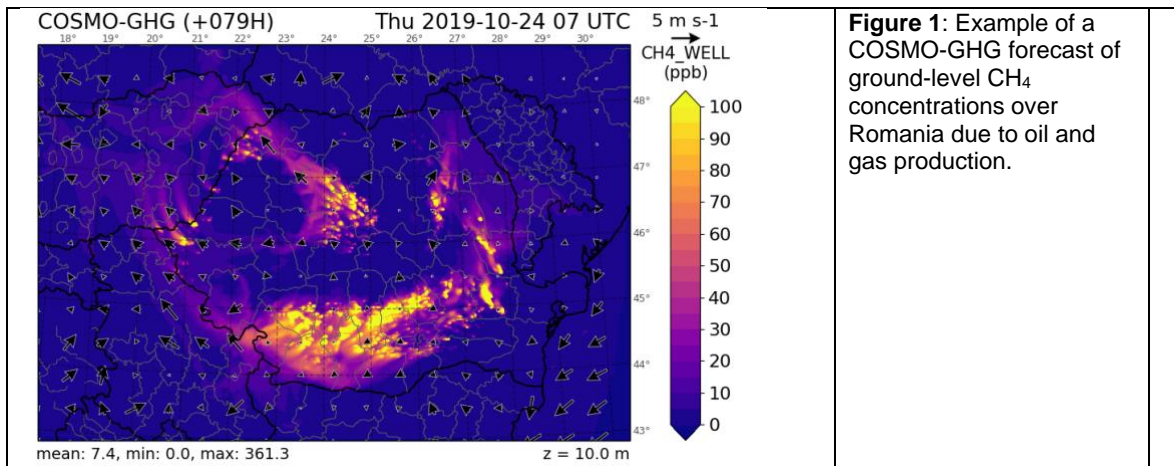 COSMO-GHG (+079H) Thu 2019-10-24 07 UTC
5 m s-1
18° 19° 20° 21° 22° 23° 24° 25° 26° 27° 28° 29° 30°
CH4_WELL
(ppb)
48°
47°
46°
45°
44°
43°
100
90
80
70
60
50
40
30
20
10
0
mean: 7.4, min: 0.0, max: 361.3 z = 10.0 m
Figure 1: Example of a
COSMO-GHG forecast of
ground-level CH₄
concentrations over
Romania due to oil and
gas production.